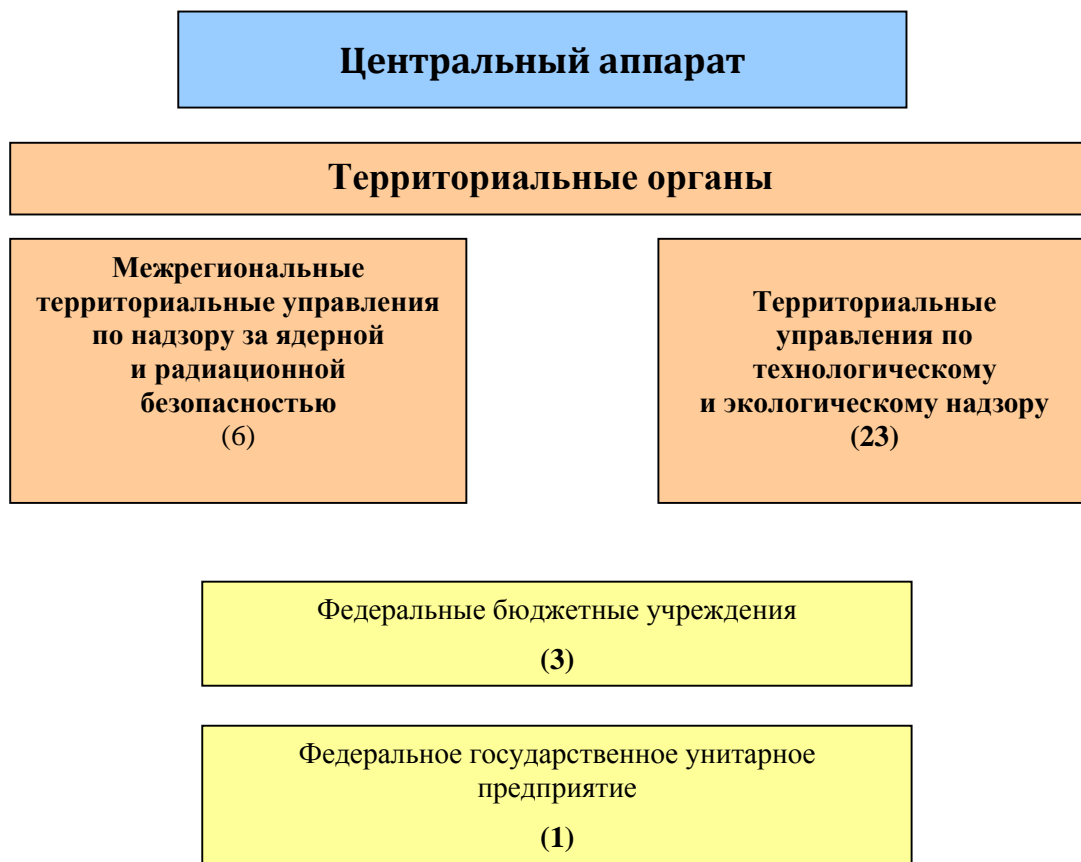 Центральный аппарат
Территориальные органы
Межрегиональные
территориальные управления
по надзору за ядерной
и радиационной
безопасностью
(6)
Территориальные
управления по
технологическому
и экологическому надзору
(23)
Федеральные бюджетные учреждения
(3)
Федеральное государственное унитарное
предприятие
(1)